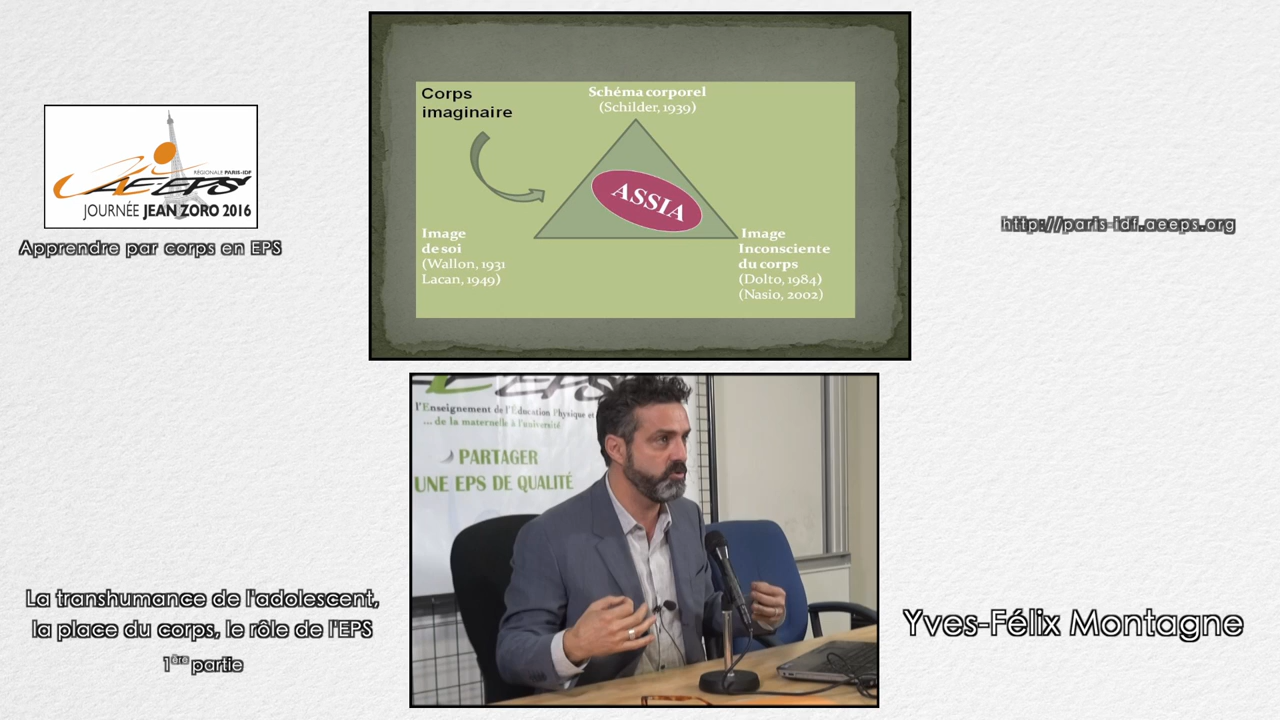 Corps
imaginaire
Schéma corporel
(Schilder, 1939)
ASSIA
Image
de soi
(Wallon, 1931
Lacan, 1949)
Image
Inconsciente
du corps
(Dolto, 1984)
(Nasio, 2002)
RÉGIONALE PARIS-IDF
AE-EPS
JOURNÉE JEAN ZORO 2016
Apprendre par corps en EPS
http://paris-idf.aeeps.org
l'Enseignement de l'Éducation Physique et
... de la maternelle à l'université
PARTAGER
UNE EPS DE QUALITÉ
La transhumance de l'adolescent,
la place du corps, le rôle de l'EPS
1ère partie
Yves-Félix Montagne